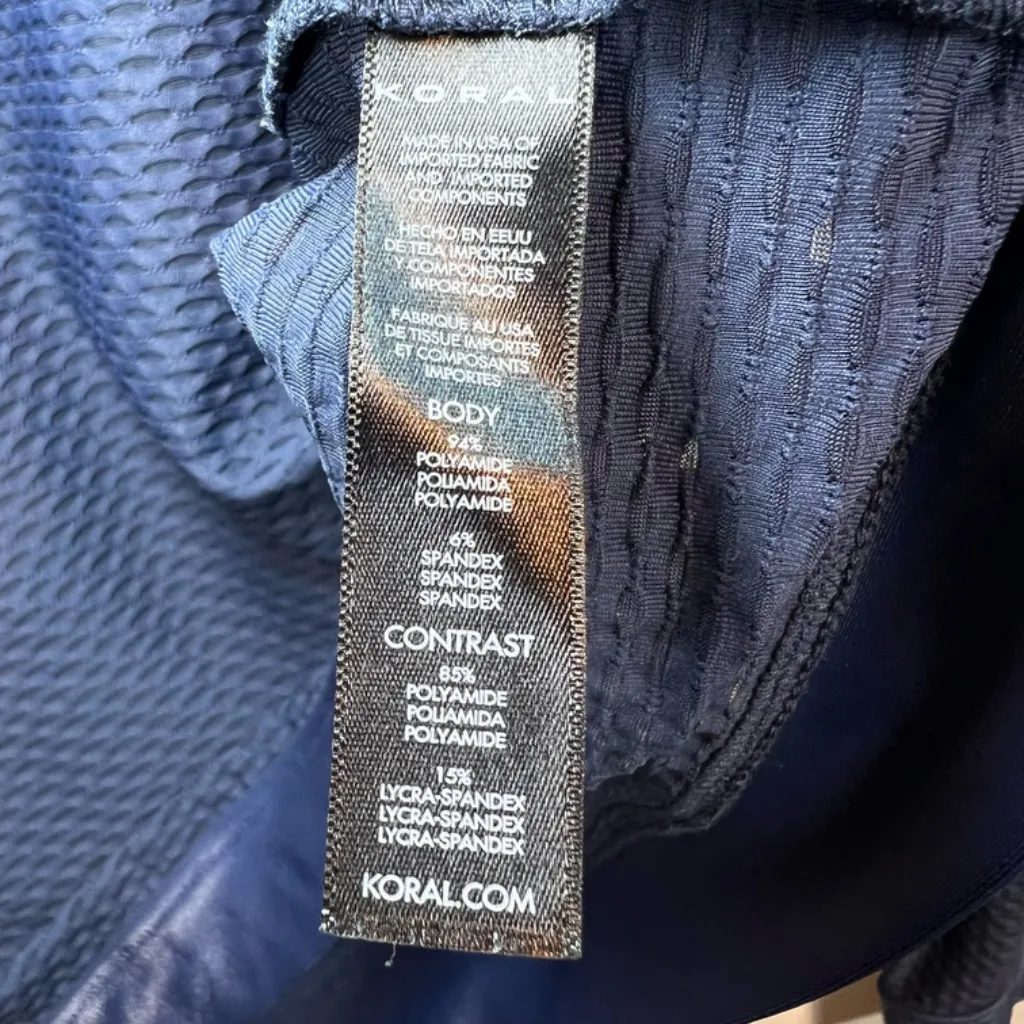 KORAL
MADE IN USA OF
IMPORTED FABRIC
AND IMPORTED
COMPONENTS
HECHO EN EEUU
DE TELA IMPORTADA
Y COMPONENTES
IMPORTADOS
FABRIQUE AU USA
DE TISSUE IMPORTES
ET COMPOSANTS
IMPORTES
BODY
94%
POLYAMIDE
POLIAMIDA
POLYAMIDE
6%
SPANDEX
SPANDEX
SPANDEX
CONTRAST
85%
POLYAMIDE
POLIAMIDA
POLYAMIDE
15%
LYCRA-SPANDEX
LYCRA-SPANDEX
LYCRA-SPANDEX
KORAL.COM